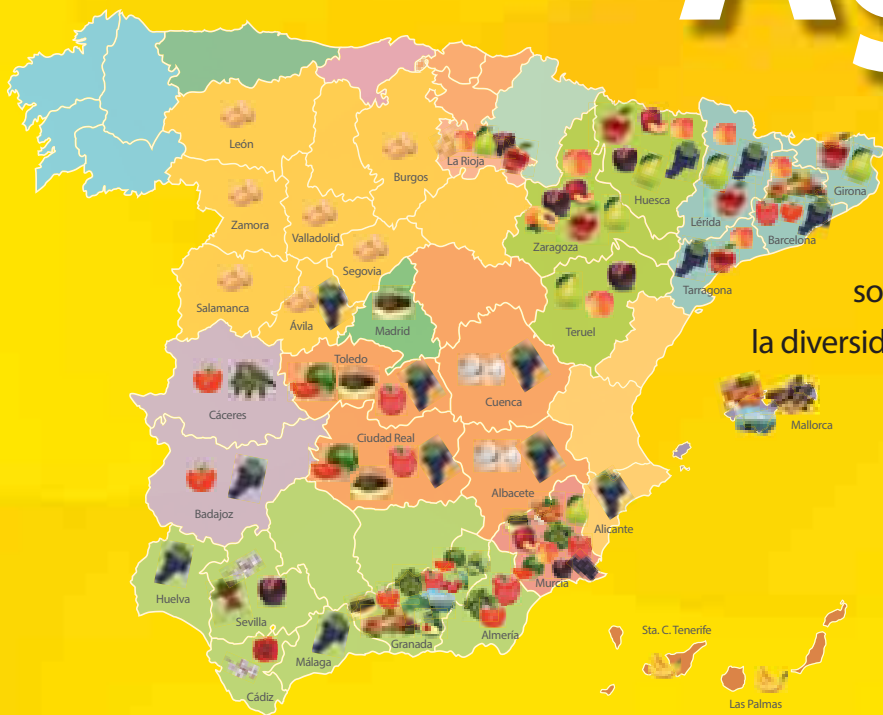 León
Burgos
La Rioja
Huesca
Lérida
Girona
Barcelona
Zamora
Valladolid
Zaragoza
Segovia
Salamanca
Ávila
Madrid
Teruel
Tarragona
so
la diversid
Toledo
Cuenca
Cáceres
Mallorca
Ciudad Real
Albacete
Badajoz
Alicante
Murcia
Huelva
Sevilla
Granada
Almería
Málaga
Cádiz
Sta. C. Tenerife
Las Palmas